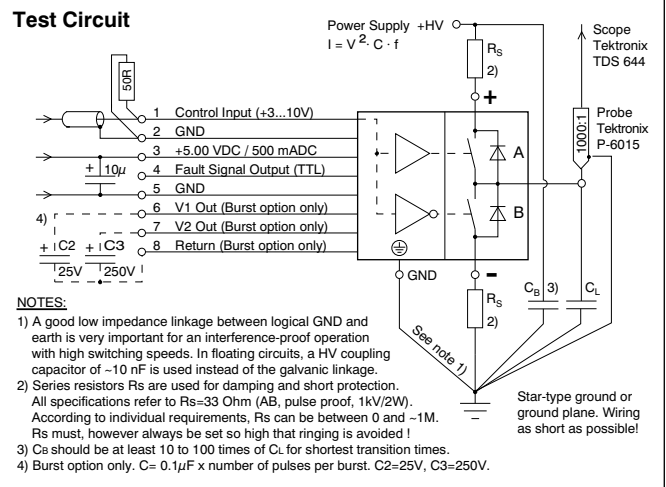 Test Circuit
Power Supply +HV
I = V²· C · f
Scope
Tektronix
TDS 644
RS
2)
50R
+
Probe
Tektronix
P-6015
1000:1
1 Control Input (+3...10V)
2 GND
3 +5.00 VDC / 500 mADC
4 Fault Signal Output (TTL)
5 GND
6 V1 Out (Burst option only)
7 V2 Out (Burst option only)
8 Return (Burst option only)
+ 10µ
A
B
4)
+ C2
25V
+ C3
250V
GND
-
RS
2)
CB 3)
CL
See note 1)
NOTES:
1) A good low impedance linkage between logical GND and
earth is very important for an interference-proof operation
with high switching speeds. In floating circuits, a HV coupling
capacitor of ~10 nF is used instead of the galvanic linkage.
2) Series resistors Rs are used for damping and short protection.
All specifications refer to Rs=33 Ohm (AB, pulse proof, 1kV/2W).
According to individual requirements, Rs can be between 0 and ~1M.
Rs must, however always be set so high that ringing is avoided !
3) CB should be at least 10 to 100 times of CL for shortest transition times.
4) Burst option only. C= 0.1µF x number of pulses per burst. C2=25V, C3=250V.
Star-type ground or
ground plane. Wiring
as short as possible!